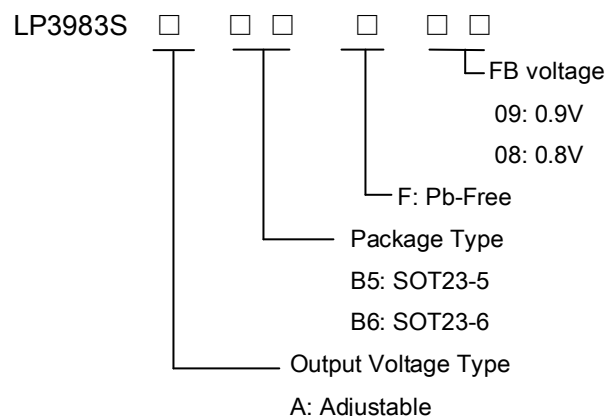 LP3983S □ □ □ □ □ □
FB voltage
09: 0.9V
08: 0.8V
F: Pb-Free
Package Type
B5: SOT23-5
B6: SOT23-6
Output Voltage Type
A: Adjustable